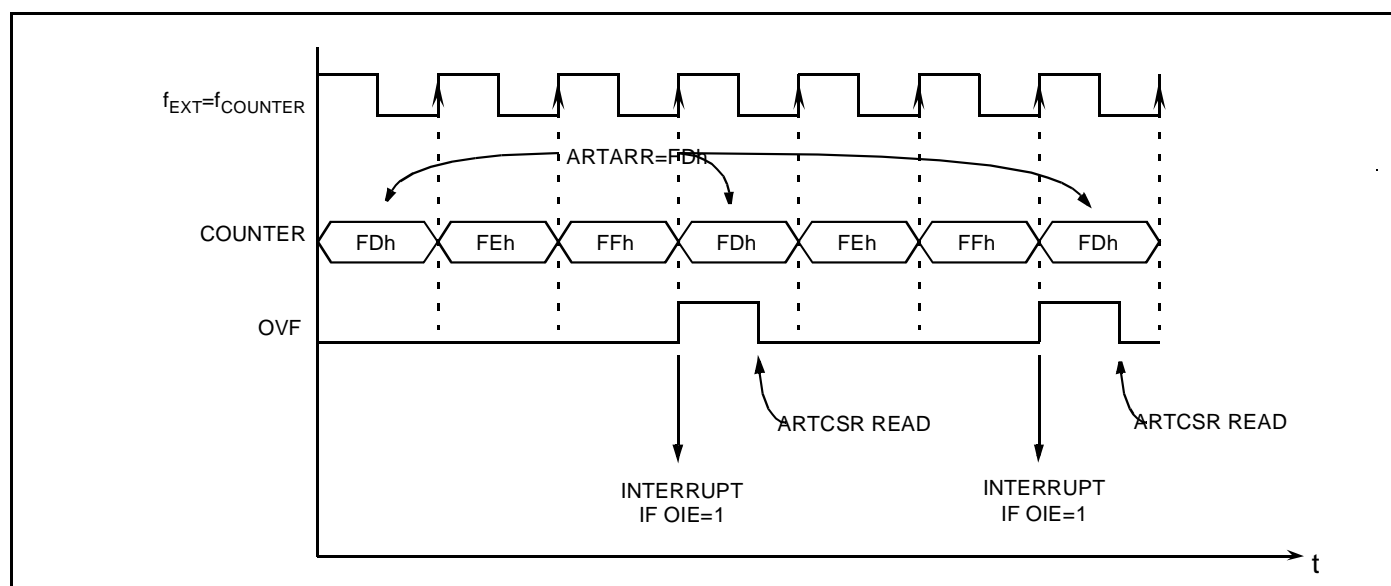 fEXT=fCOUNTER
ARTARR=FDh
COUNTER
FDh
FEh
FFh
FDh
FEh
FFh
FDh
OVF
ARTCSR READ
ARTCSR READ
INTERRUPT
IF OIE=1
INTERRUPT
IF OIE=1
t